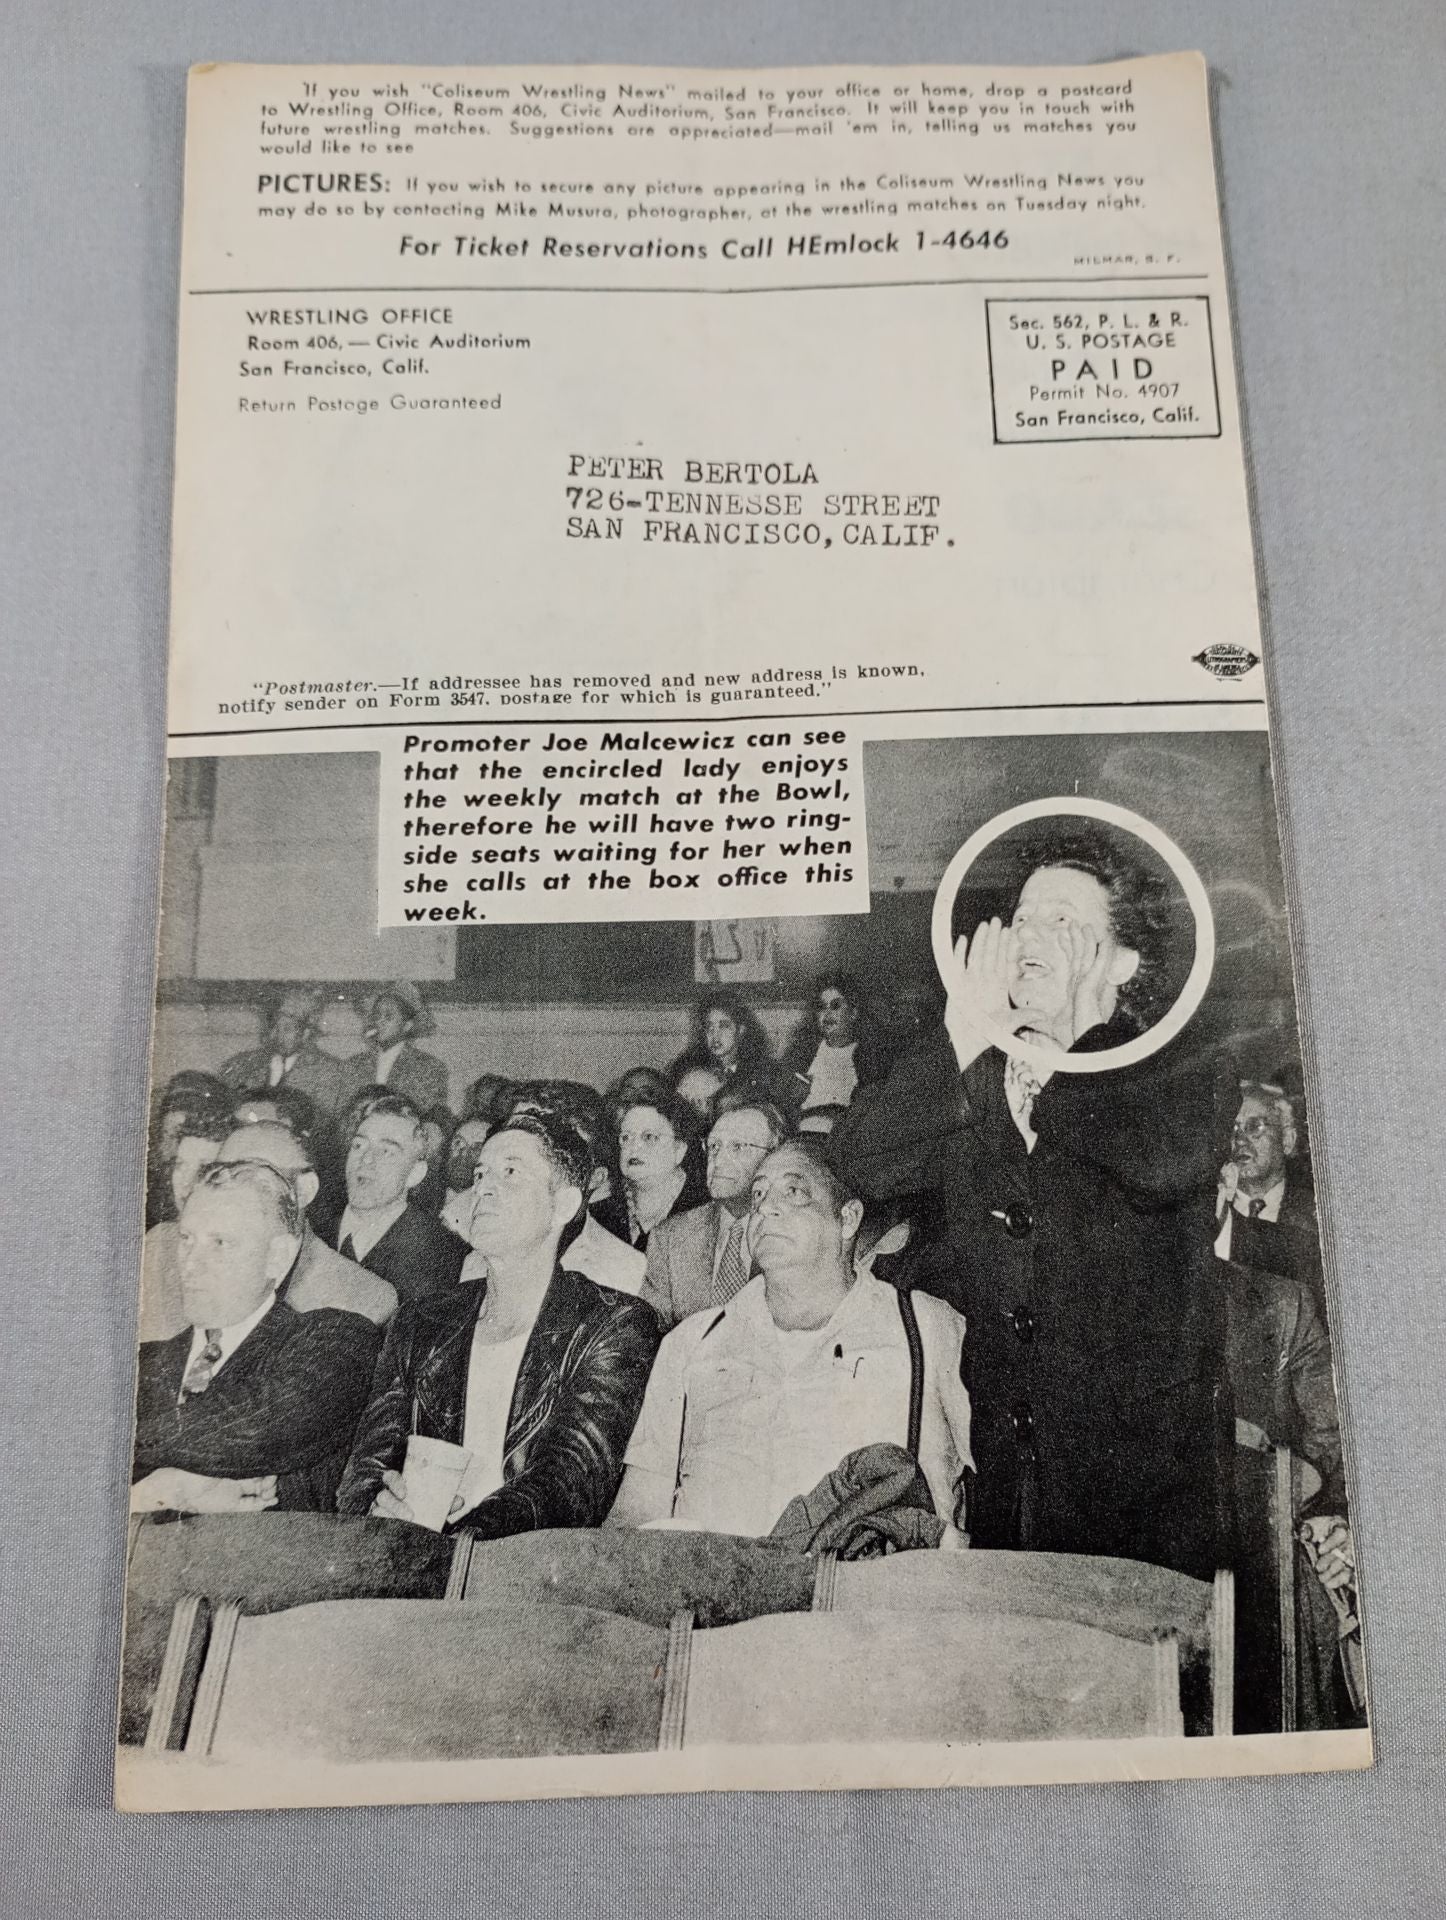 If you wish "Coliseum Wrestling News" mailed to your office or home, drop a postcard
to Wrestling Office, Room 406, Civic Auditorium, San Francisco. It will keep you in touch with
future wrestling matches. Suggestions are appreciated—mail 'em in, telling us matches you
would like to see
PICTURES: If you wish to secure any picture appearing in the Coliseum Wrestling News you
may do so by contacting Mike Musura, photographer, at the wrestling matches on Tuesday night.
For Ticket Reservations Call HEmlock 1-4646
MILMAR, S. F.
WRESTLING OFFICE
Room 406, — Civic Auditorium
San Francisco, Calif.
Return Postage Guaranteed
Sec. 562, P. L. & R.
U. S. POSTAGE
PAID
Permit No. 4907
San Francisco, Calif.
PETER BERTOLA
726-TENNESSE STREET
SAN FRANCISCO, CALIF.
"Postmaster.—If addressee has removed and new address is known,
notify sender on Form 3547, postage for which is guaranteed."
Promoter Joe Malcewicz can see
that the encircled lady enjoys
the weekly match at the Bowl,
therefore he will have two ring-
side seats waiting for her when
she calls at the box office this
week.